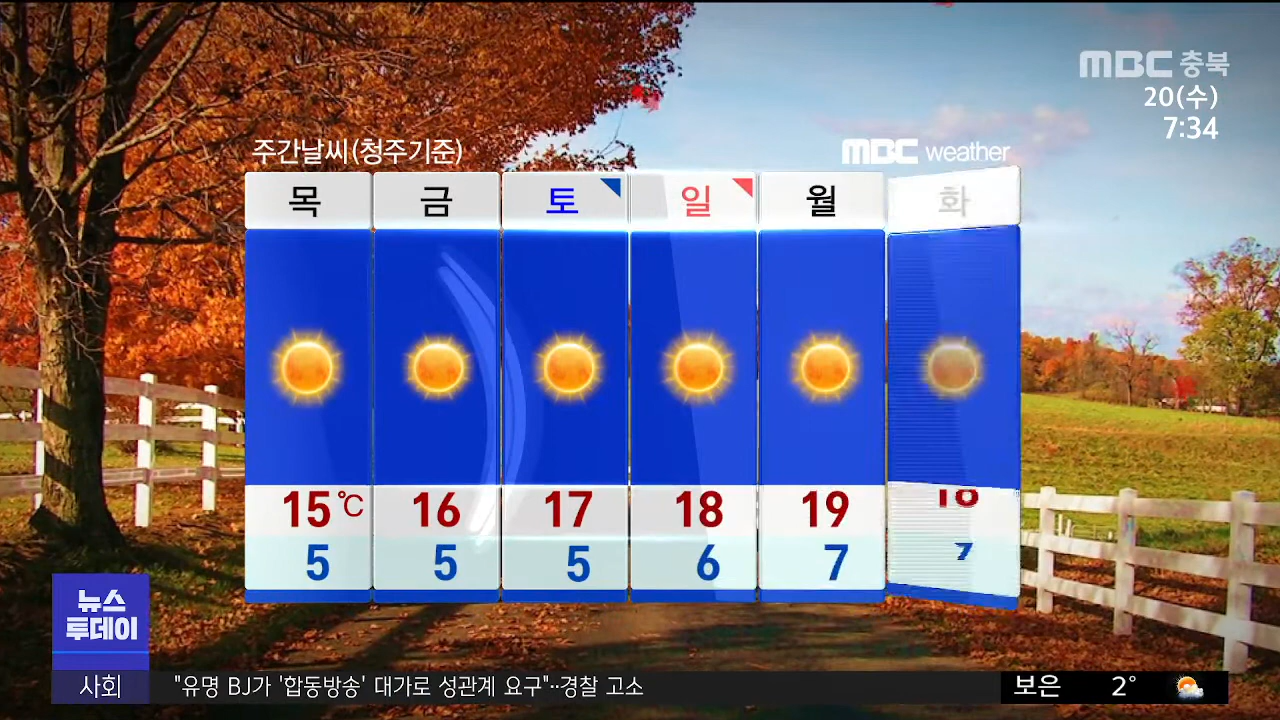 MBC 충북
20(수)
7:34
주간날씨(청주기준)
MBC weather
목 금 토 일 월 화
15℃ 16 17 18 19
5 5 5 6 7 7
뉴스
투데이
사회 "유명 BJ가 '합동방송' 대가로 성관계 요구"··경찰 고소
보은 2°